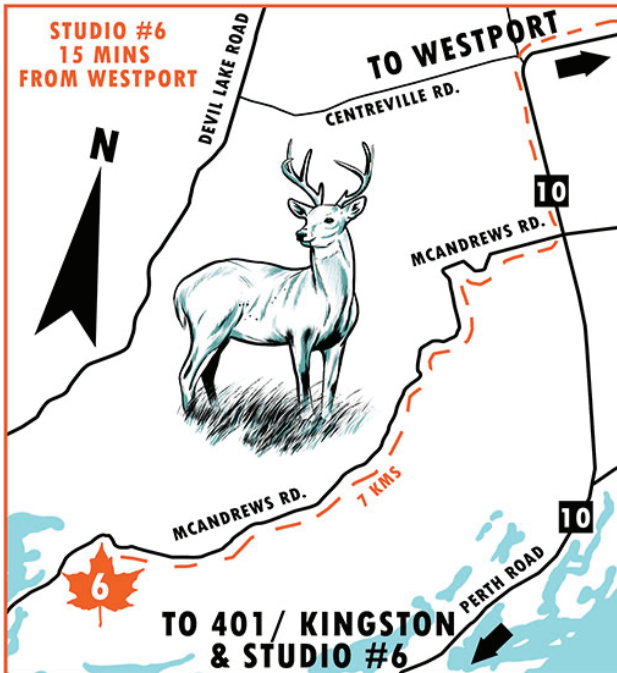 STUDIO #6
15 MINS
FROM WESTPORT
DEVIL LAKE ROAD
TO WESTPORT
CENTREVILLE RD.
N
10
MCANDREWS RD.
7 KMS
MCANDREWS RD.
10
PERTH ROAD
6
TO 401/ KINGSTON
& STUDIO #6